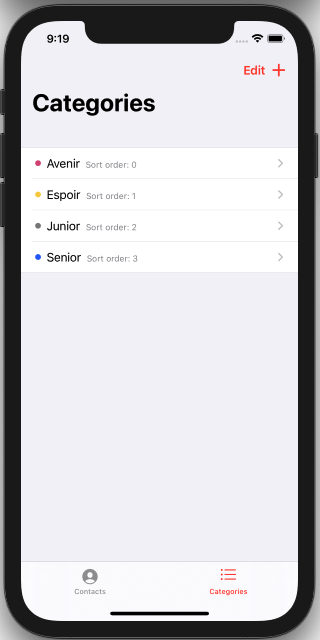 9:19
Edit +
Categories
Avenir Sort order: 0
Espoir Sort order: 1
Junior Sort order: 2
Senior Sort order: 3
Contacts Categories